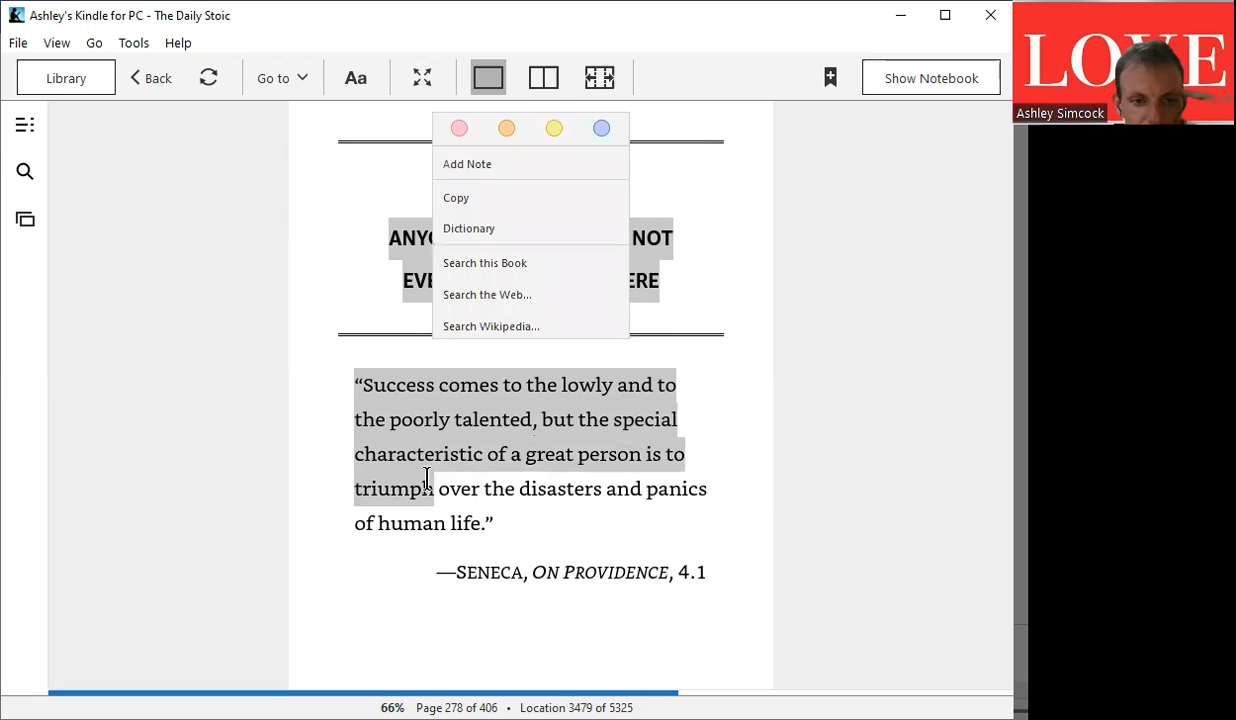 Ashley's Kindle for PC - The Daily Stoic
File View Go Tools Help
Library Back Go to Aa Show Notebook
LOVE
Ashley Simcock
Add Note
Copy
Dictionary
Search this Book
Search the Web...
Search Wikipedia...
NOT
“Success comes to the lowly and to
the poorly talented, but the special
characteristic of a great person is to
triumph over the disasters and panics
of human life.”
—SENECA, ON PROVIDENCE, 4.1
66% Page 278 of 406 • Location 3479 of 5325